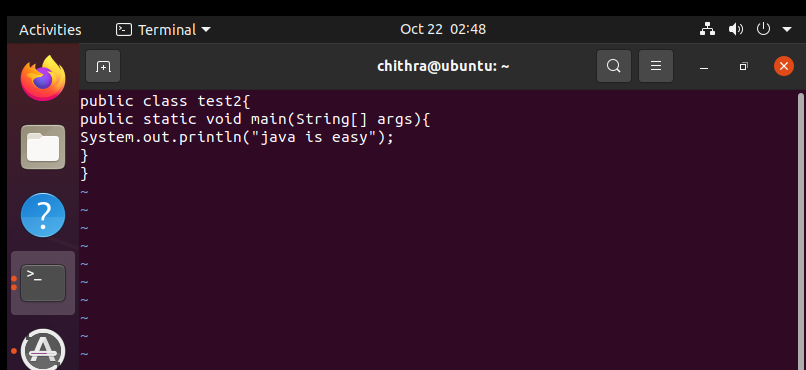 Activities Terminal Oct 22 02:48
chithra@ubuntu: ~
public class test2{
public static void main(String[] args){
System.out.println("java is easy");
}
}
~
~
~
~
~
~
~
~
~
~
?
>_
A